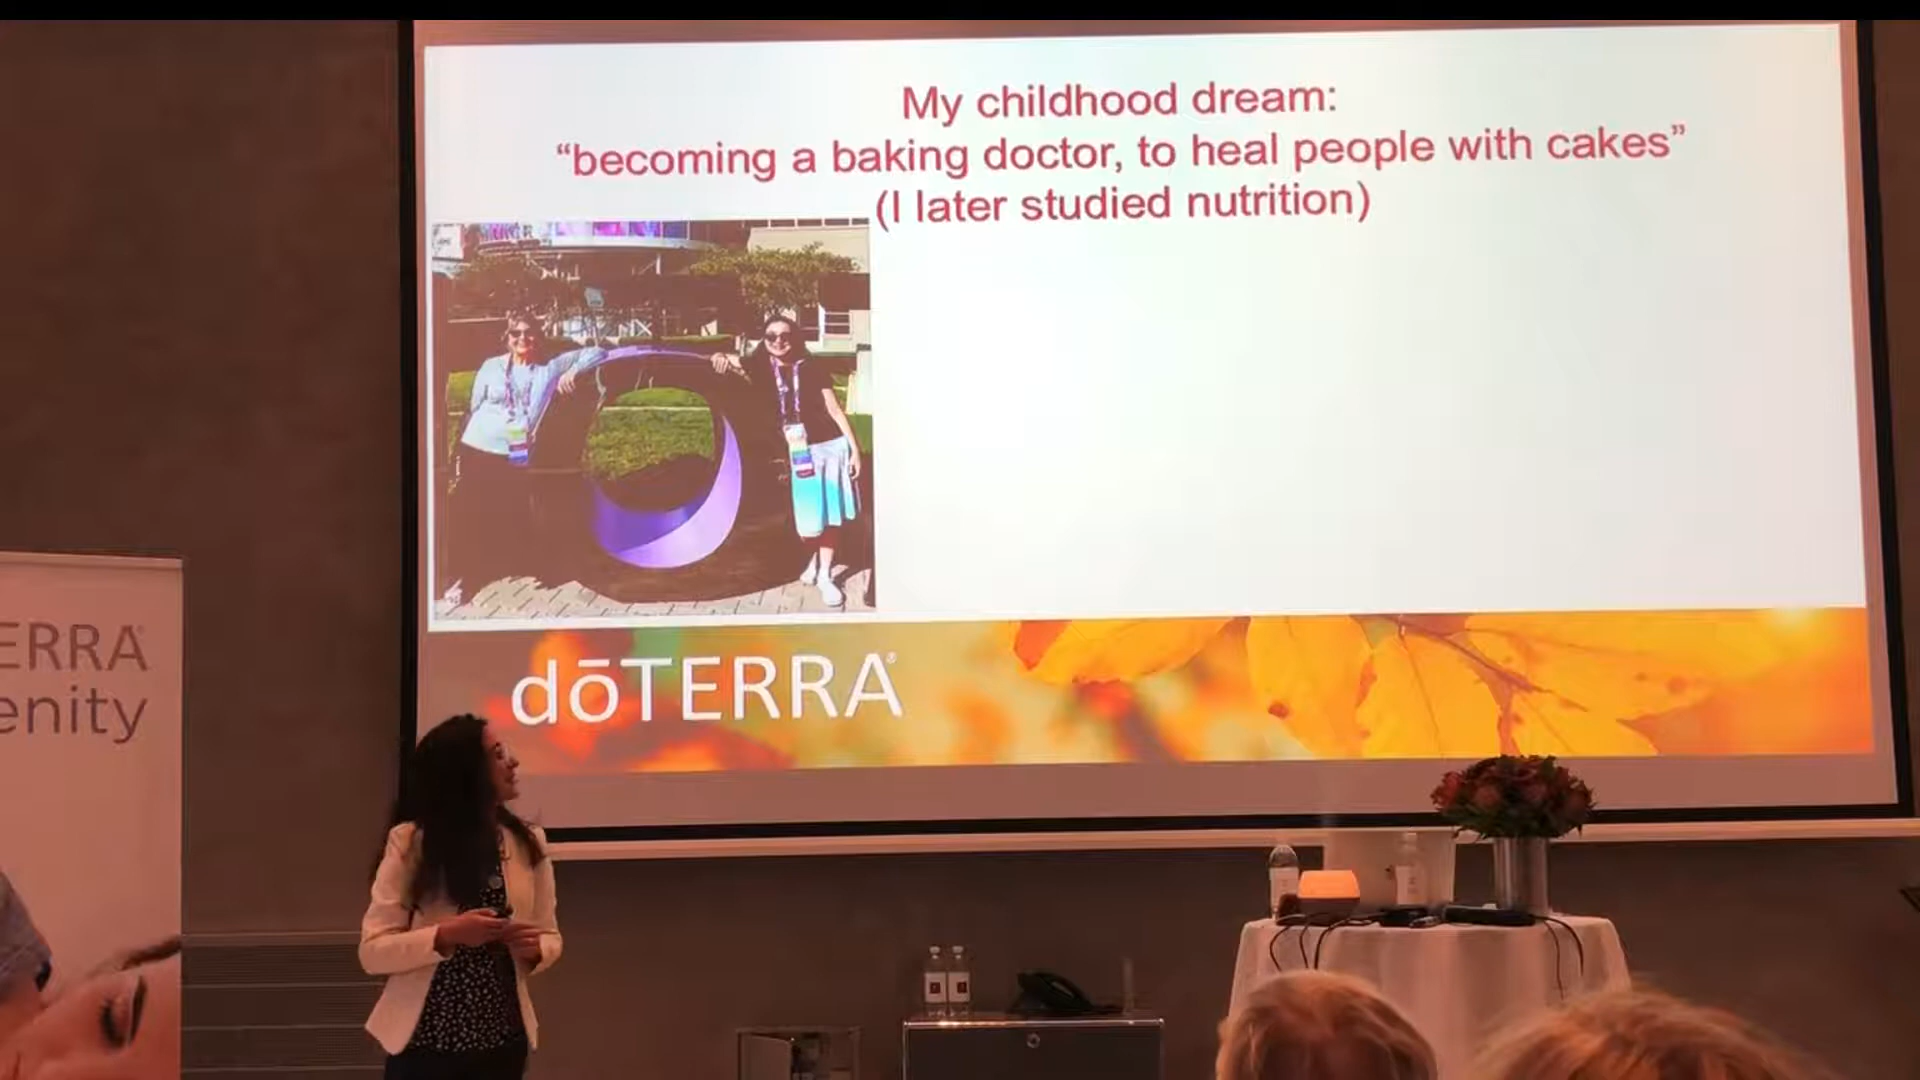 My childhood dream:
“becoming a baking doctor, to heal people with cakes”
(I later studied nutrition)
dōTERRA®
ERRA®
enity